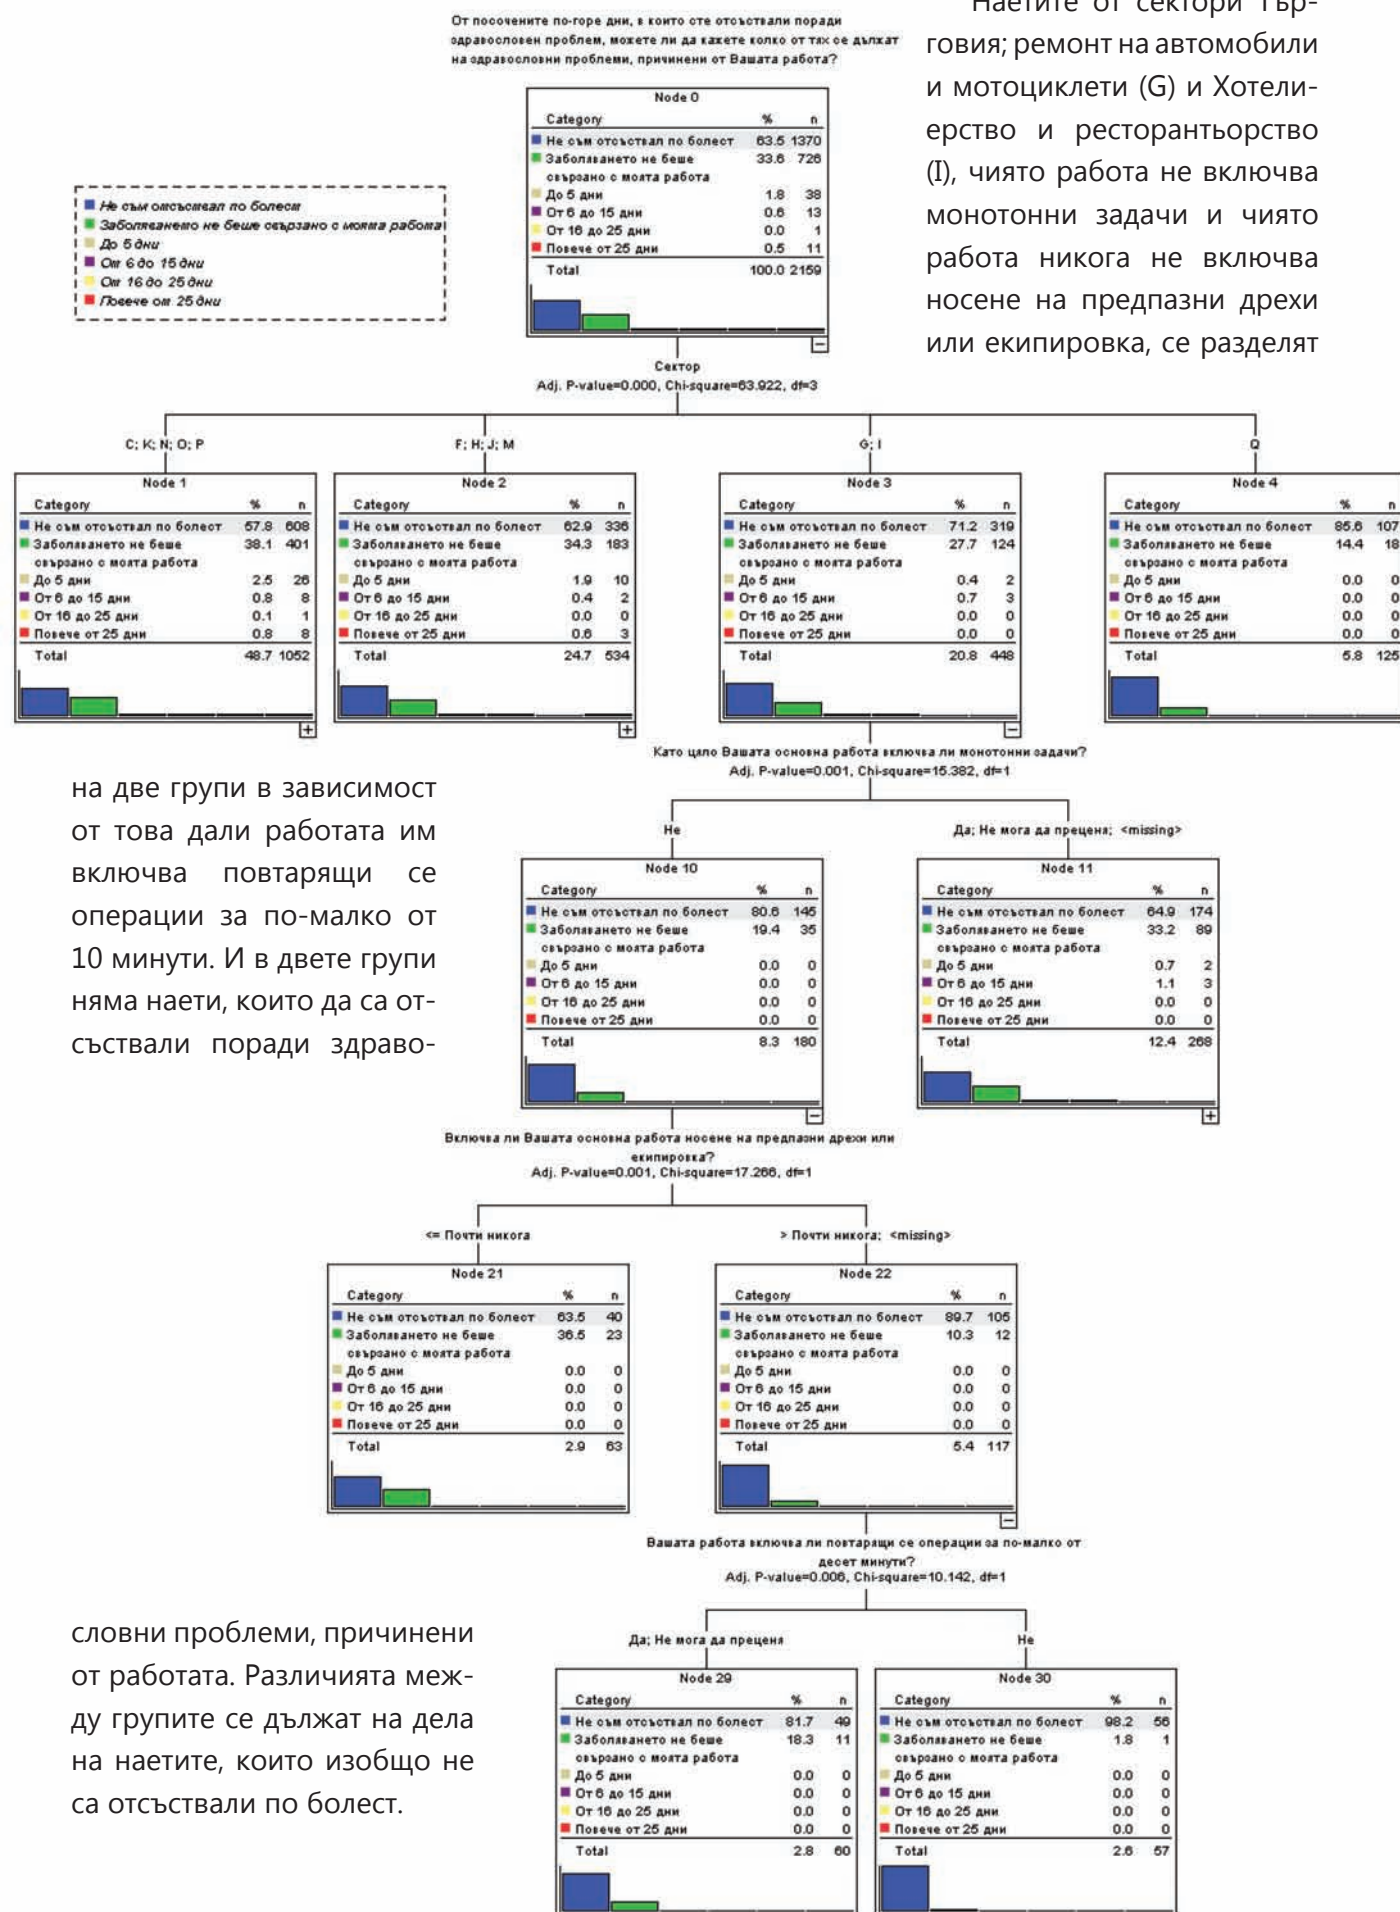 От посочените по-горе дни, в които сте отсъствали поради
здравословен проблем, можете ли да кажете колко от тях се дължат
на здравословни проблеми, причинени от Вашата работа?
Node 0
Category % n
Не съм отсъствал по болест 63.5 1370
Заболяването не беше 33.6 726
свързано с моята работа
До 5 дни 1.8 38
От 6 до 15 дни 0.6 13
От 16 до 25 дни 0.0 1
Повече от 25 дни 0.5 11
Total 100.0 2159
Не съм отсъствал по болест
Заболяването не беше свързано с моята работа
До 5 дни
От 6 до 15 дни
От 16 до 25 дни
Повече от 25 дни
говия; ремонт на автомобили
и мотоциклети (G) и Хотели-
ерство и ресторантьорство
(I), чиято работа не включва
монотонни задачи и чиято
работа никога не включва
носене на предпазни дрехи
или екипировка, се разделят
Сектор
Adj. P-value=0.000, Chi-square=63.922, df=3
C; K; N; O; P
Node 1
Category % n
Не съм отсъствал по болест 57.8 608
Заболяването не беше 38.1 401
свързано с моята работа
До 5 дни 2.5 26
От 6 до 15 дни 0.8 8
От 16 до 25 дни 0.1 1
Повече от 25 дни 0.8 8
Total 48.7 1052
F; H; J; M
Node 2
Category % n
Не съм отсъствал по болест 62.9 336
Заболяването не беше 34.3 183
свързано с моята работа
До 5 дни 1.9 10
От 6 до 15 дни 0.4 2
От 16 до 25 дни 0.0 0
Повече от 25 дни 0.6 3
Total 24.7 534
G; I
Node 3
Category % n
Не съм отсъствал по болест 71.2 319
Заболяването не беше 27.7 124
свързано с моята работа
До 5 дни 0.4 2
От 6 до 15 дни 0.7 3
От 16 до 25 дни 0.0 0
Повече от 25 дни 0.0 0
Total 20.8 448
Q
Node 4
Category % n
Не съм отсъствал по болест 85.6 107
Заболяването не беше 14.4 18
свързано с моята работа
До 5 дни 0.0 0
От 6 до 15 дни 0.0 0
От 16 до 25 дни 0.0 0
Повече от 25 дни 0.0 0
Total 5.8 125
Като цяло Вашата основна работа включва ли монотонни задачи?
Adj. P-value=0.001, Chi-square=15.382, df=1
на две групи в зависимост
от това дали работата им
включва повтарящи се
операции за по-малко от
10 минути. И в двете групи
няма наети, които да са от-
съствали поради здраво-
Не
Node 10
Category % n
Не съм отсъствал по болест 80.6 145
Заболяването не беше 19.4 35
свързано с моята работа
До 5 дни 0.0 0
От 6 до 15 дни 0.0 0
От 16 до 25 дни 0.0 0
Повече от 25 дни 0.0 0
Total 8.3 180
Да; Не мога да преценя; <missing>
Node 11
Category % n
Не съм отсъствал по болест 64.9 174
Заболяването не беше 33.2 89
свързано с моята работа
До 5 дни 0.7 2
От 6 до 15 дни 1.1 3
От 16 до 25 дни 0.0 0
Повече от 25 дни 0.0 0
Total 12.4 268
Включва ли Вашата основна работа носене на предпазни дрехи или
екипировка?
Adj. P-value=0.001, Chi-square=17.266, df=1
<= Почти никога
Node 21
Category % n
Не съм отсъствал по болест 63.5 40
Заболяването не беше 36.5 23
свързано с моята работа
До 5 дни 0.0 0
От 6 до 15 дни 0.0 0
От 16 до 25 дни 0.0 0
Повече от 25 дни 0.0 0
Total 2.9 63
> Почти никога; <missing>
Node 22
Category % n
Не съм отсъствал по болест 89.7 105
Заболяването не беше 10.3 12
свързано с моята работа
До 5 дни 0.0 0
От 6 до 15 дни 0.0 0
От 16 до 25 дни 0.0 0
Повече от 25 дни 0.0 0
Total 5.4 117
Вашата работа включва ли повтарящи се операции за по-малко от
десет минути?
Adj. P-value=0.006, Chi-square=10.142, df=1
словни проблеми, причинени
от работата. Различията меж-
ду групите се дължат на дела
на наетите, които изобщо не
са отсъствали по болест.
Да; Не мога да преценя
Node 29
Category % n
Не съм отсъствал по болест 81.7 49
Заболяването не беше 18.3 11
свързано с моята работа
До 5 дни 0.0 0
От 6 до 15 дни 0.0 0
От 16 до 25 дни 0.0 0
Повече от 25 дни 0.0 0
Total 2.8 60
Не
Node 30
Category % n
Не съм отсъствал по болест 98.2 56
Заболяването не беше 1.8 1
свързано с моята работа
До 5 дни 0.0 0
От 6 до 15 дни 0.0 0
От 16 до 25 дни 0.0 0
Повече от 25 дни 0.0 0
Total 2.6 57